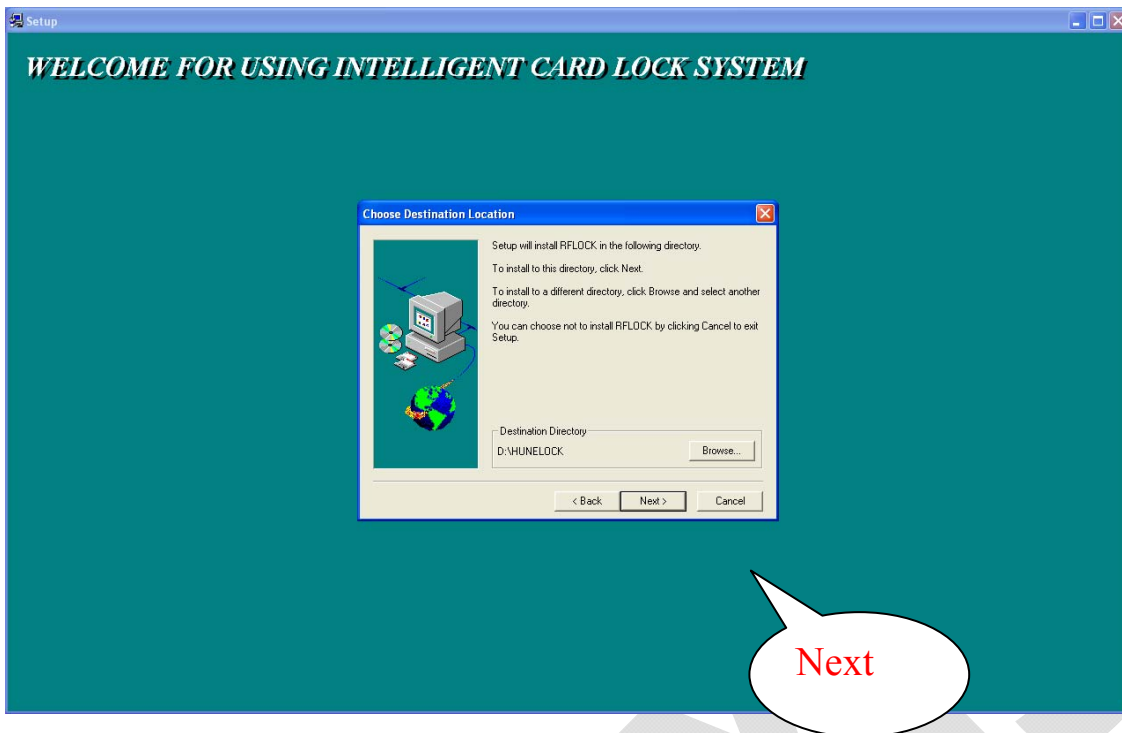 Setup
WELCOME FOR USING INTELLIGENT CARD LOCK SYSTEM
Choose Destination Location
Setup will install RFLOCK in the following directory.
To install to this directory, click Next.
To install to a different directory, click Browse and select another
directory.
You can choose not to install RFLOCK by clicking Cancel to exit
Setup.
Destination Directory
D:\HUNELOCK
Browse...
< Back Next > Cancel
Next